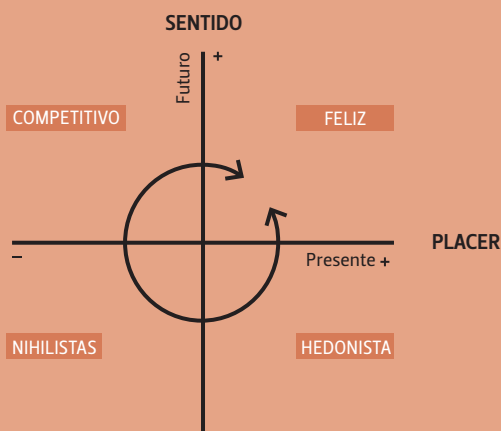 SENTIDO
Futuro
+
COMPETITIVO
FELIZ
PLACER
–
Presente +
NIHILISTAS
HEDONISTA